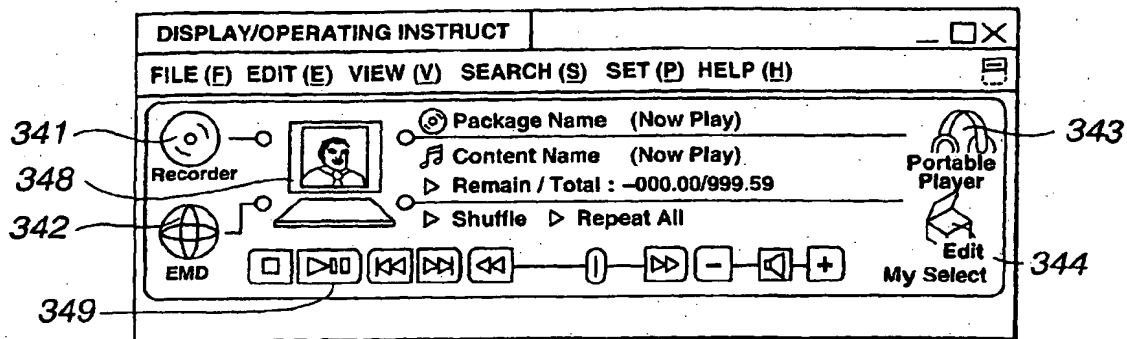 DISPLAY/OPERATING INSTRUCT
FILE (F) EDIT (E) VIEW (V) SEARCH (S) SET (P) HELP (H)
341
Recorder
348
342
EMD
349
Package Name (Now Play)
Content Name (Now Play)
Remain / Total : –000.00/999.59
Shuffle Repeat All
343
Portable
Player
Edit
My Select
344